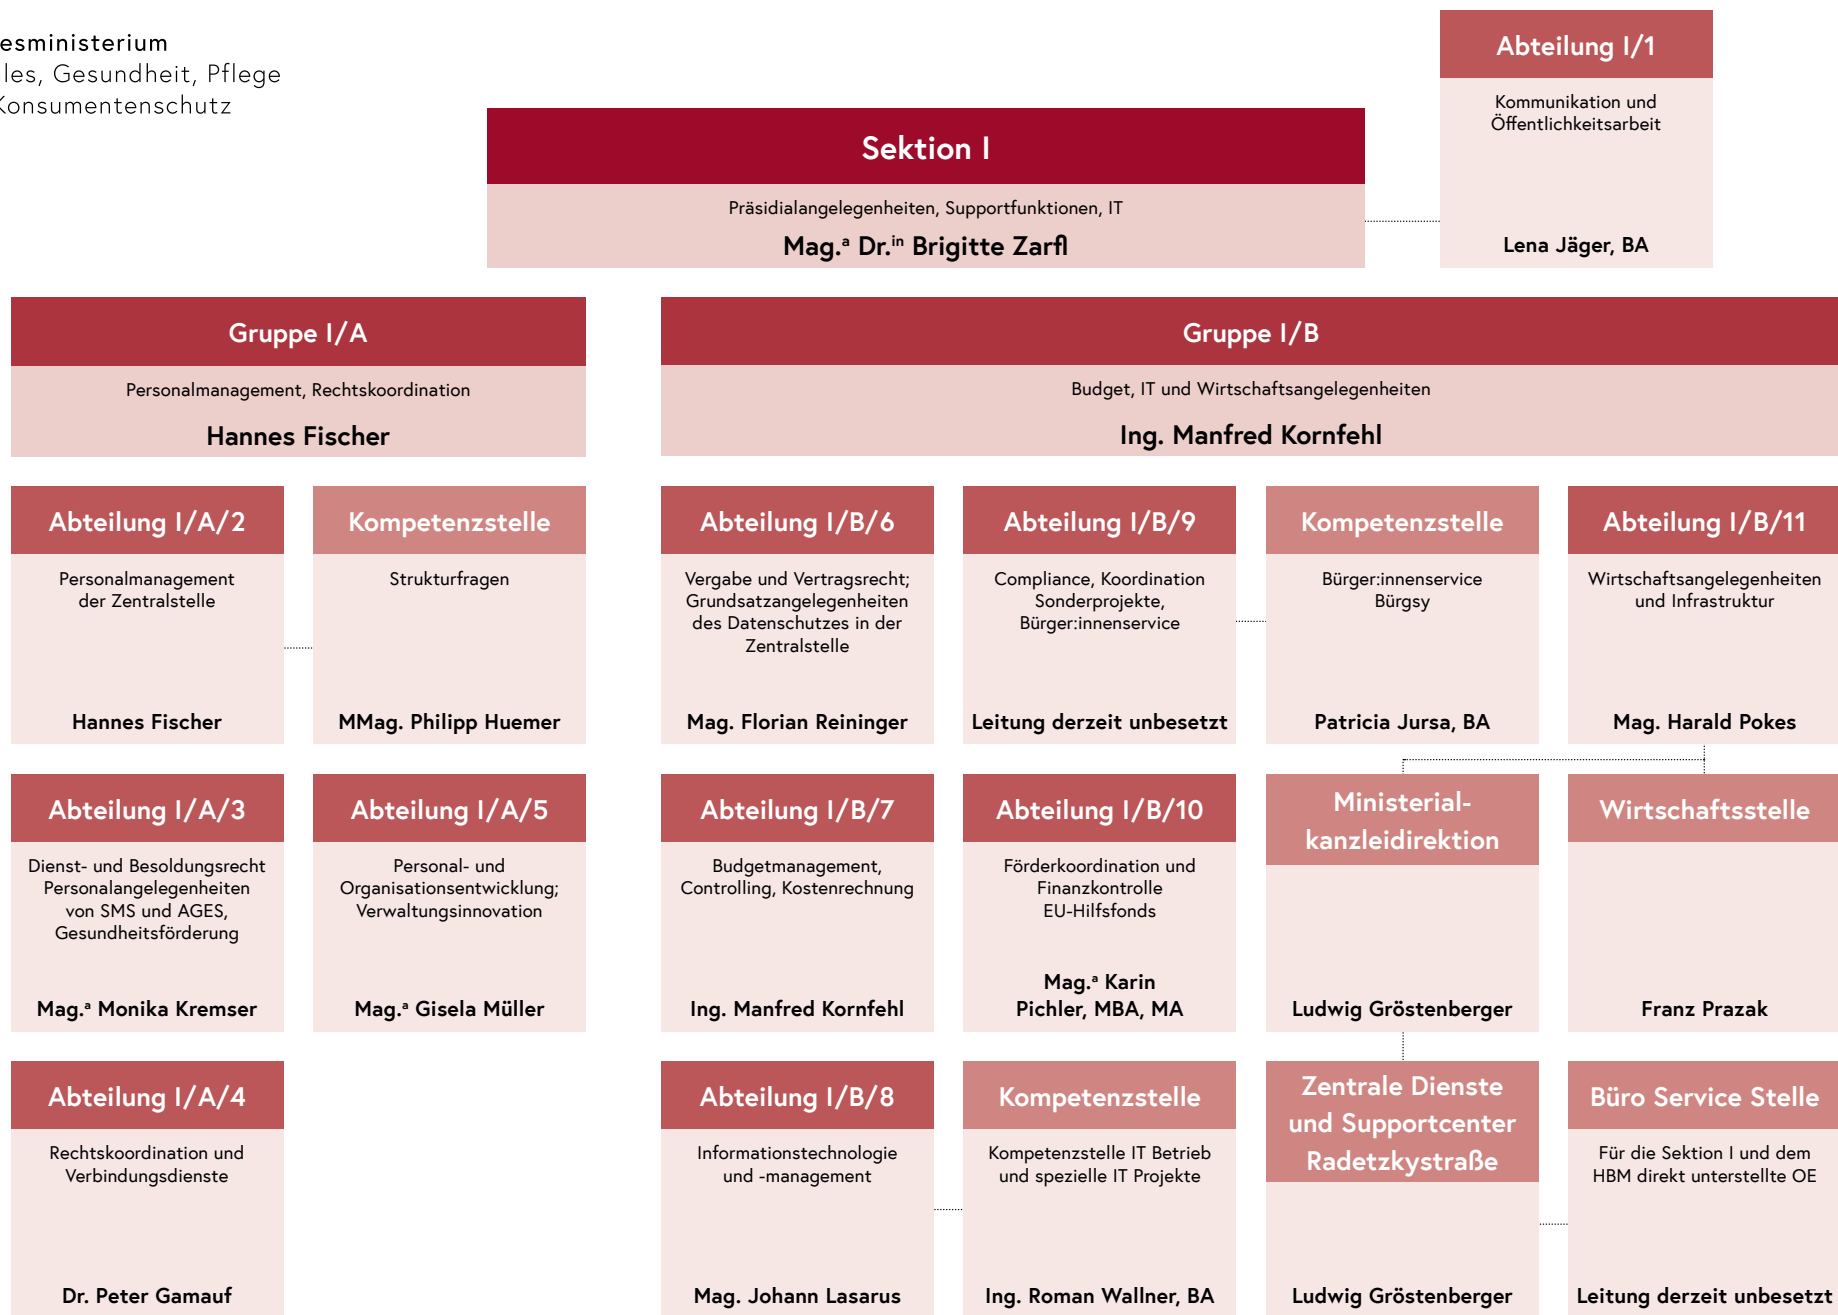 esministerium
les, Gesundheit, Pflege
Konsumentenschutz
Abteilung I/1
Kommunikation und
Öffentlichkeitsarbeit
Lena Jäger, BA
Sektion I
Präsidialangelegenheiten, Supportfunktionen, IT
Mag.ᵃ Dr.ⁱⁿ Brigitte Zarfl
Gruppe I/A
Personalmanagement, Rechtskoordination
Hannes Fischer
Gruppe I/B
Budget, IT und Wirtschaftsangelegenheiten
Ing. Manfred Kornfehl
Abteilung I/A/2
Personalmanagement
der Zentralstelle
Hannes Fischer
Kompetenzstelle
Strukturfragen
MMag. Philipp Huemer
Abteilung I/B/6
Vergabe und Vertragsrecht;
Grundsatzangelegenheiten
des Datenschutzes in der
Zentralstelle
Mag. Florian Reininger
Abteilung I/B/9
Compliance, Koordination
Sonderprojekte,
Bürger:innenservice
Leitung derzeit unbesetzt
Kompetenzstelle
Bürger:innenservice
Bürgsy
Patricia Jursa, BA
Abteilung I/B/11
Wirtschaftsangelegenheiten
und Infrastruktur
Mag. Harald Pokes
Abteilung I/A/3
Dienst- und Besoldungsrecht
Personalangelegenheiten
von SMS und AGES,
Gesundheitsförderung
Mag.ᵃ Monika Kremser
Abteilung I/A/5
Personal- und
Organisationsentwicklung;
Verwaltungsinnovation
Mag.ᵃ Gisela Müller
Abteilung I/B/7
Budgetmanagement,
Controlling, Kostenrechnung
Ing. Manfred Kornfehl
Abteilung I/B/10
Förderkoordination und
Finanzkontrolle
EU-Hilfsfonds
Mag.ᵃ Karin
Pichler, MBA, MA
Ministerial-
kanzleidirektion
Ludwig Gröstenberger
Wirtschaftsstelle
Franz Prazak
Abteilung I/A/4
Rechtskoordination und
Verbindungsdienste
Dr. Peter Gamauf
Abteilung I/B/8
Informationstechnologie
und -management
Mag. Johann Lasarus
Kompetenzstelle
Kompetenzstelle IT Betrieb
und spezielle IT Projekte
Ing. Roman Wallner, BA
Zentrale Dienste
und Supportcenter
Radetzkystraße
Ludwig Gröstenberger
Büro Service Stelle
Für die Sektion I und dem
HBM direkt unterstellte OE
Leitung derzeit unbesetzt